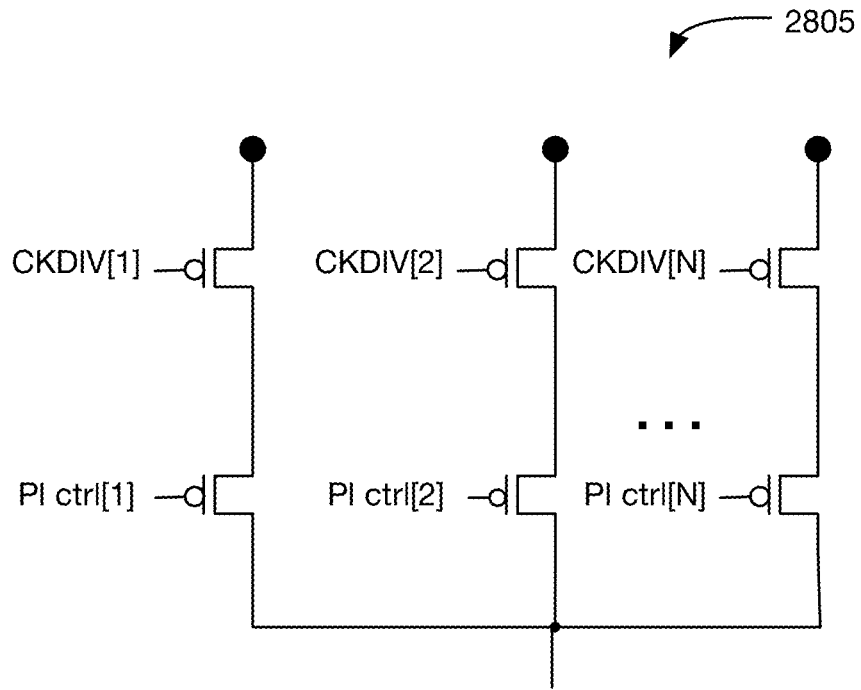 2805
CKDIV[1] CKDIV[2] CKDIV[N]
PI ctrl[1] PI ctrl[2] PI ctrl[N]